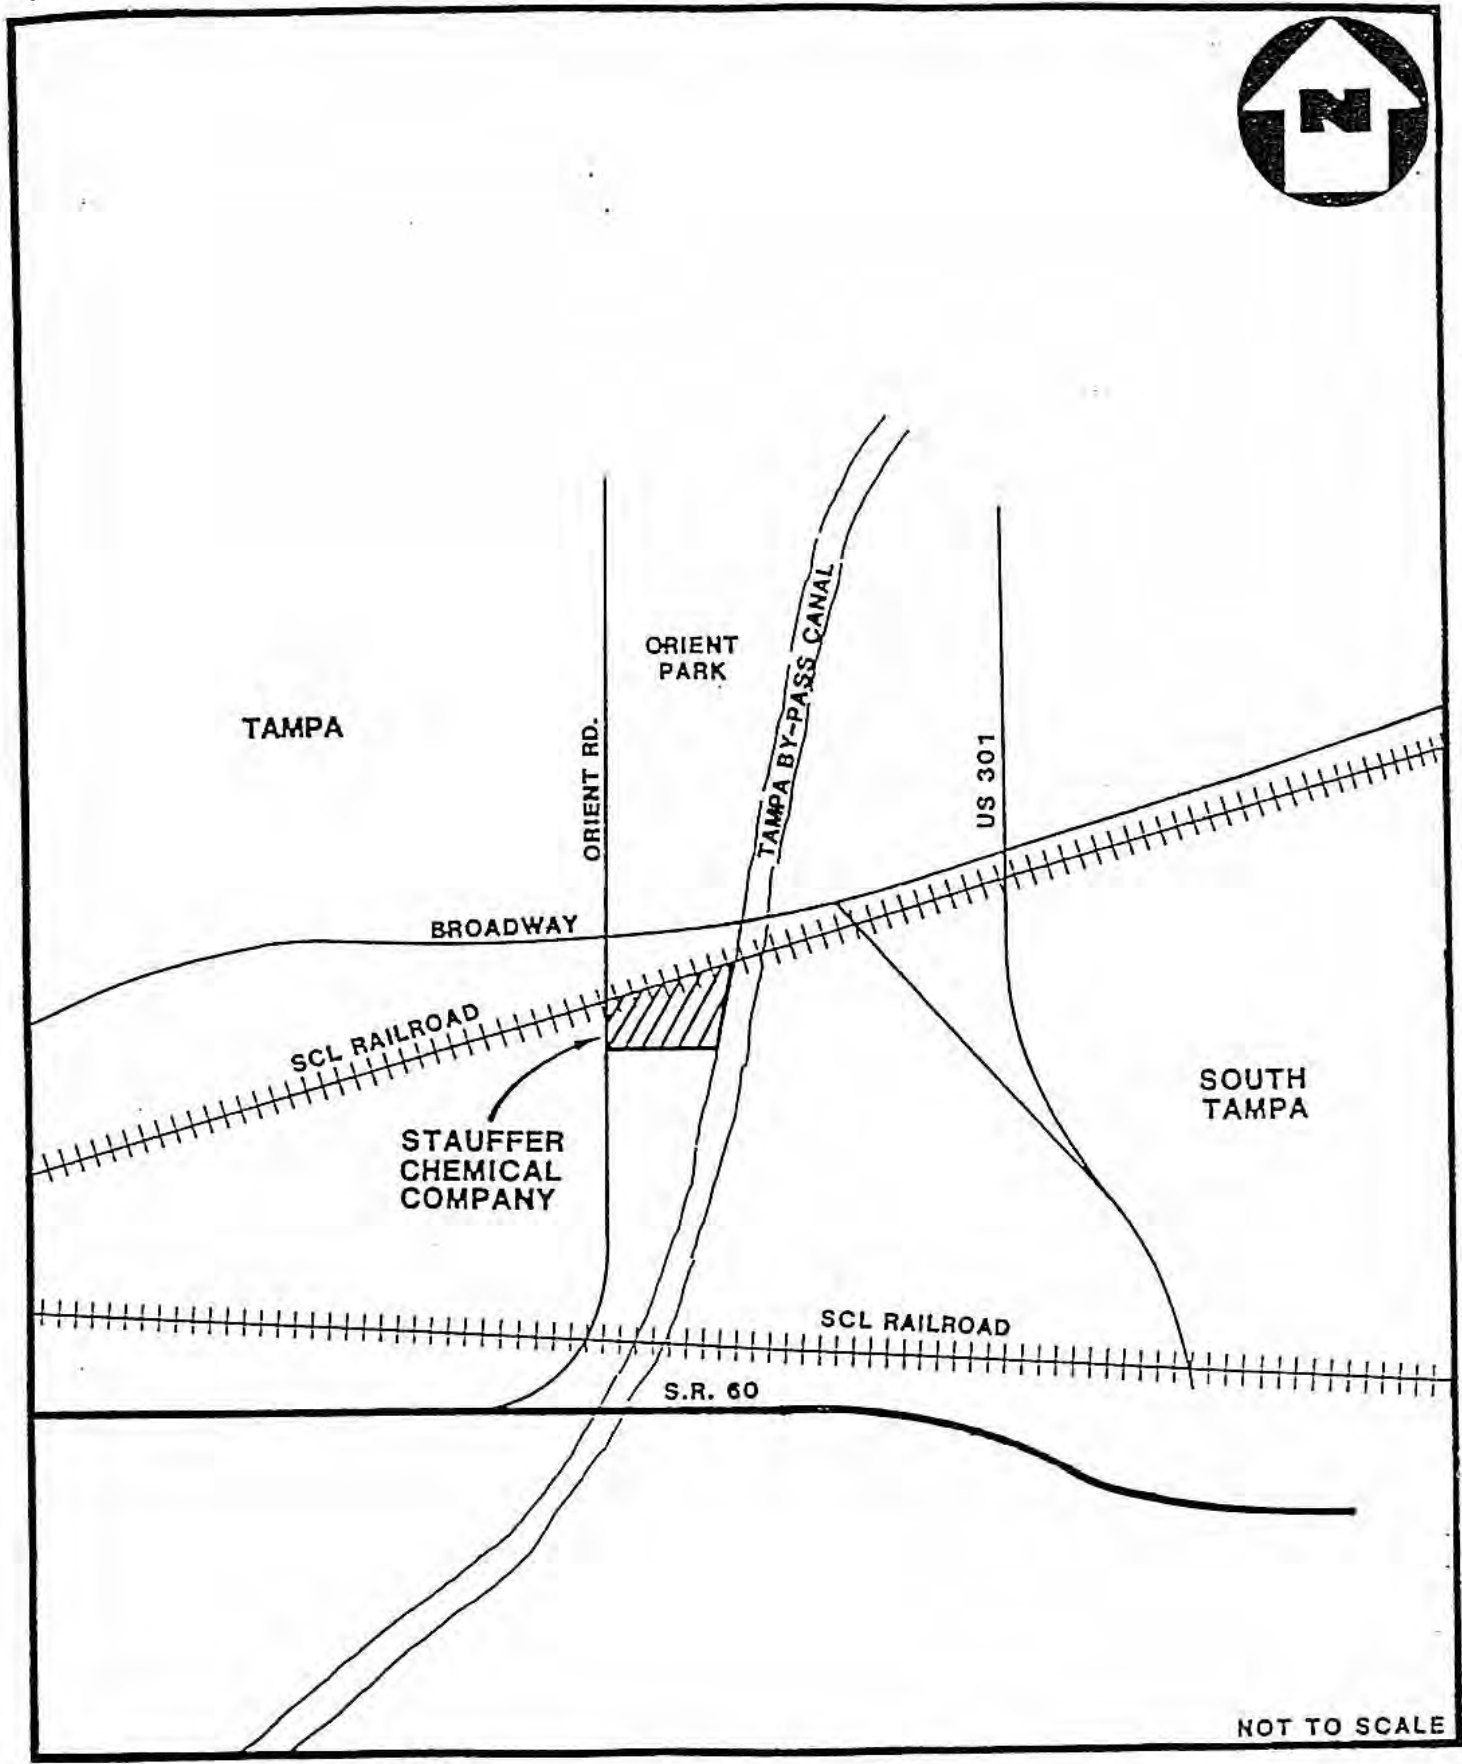 N
ORIENT
PARK
TAMPA
ORIENT RD.
TAMPA BY-PASS CANAL
US 301
BROADWAY
SCL RAILROAD
SOUTH
TAMPA
STAUFFER
CHEMICAL
COMPANY
SCL RAILROAD
S.R. 60
NOT TO SCALE